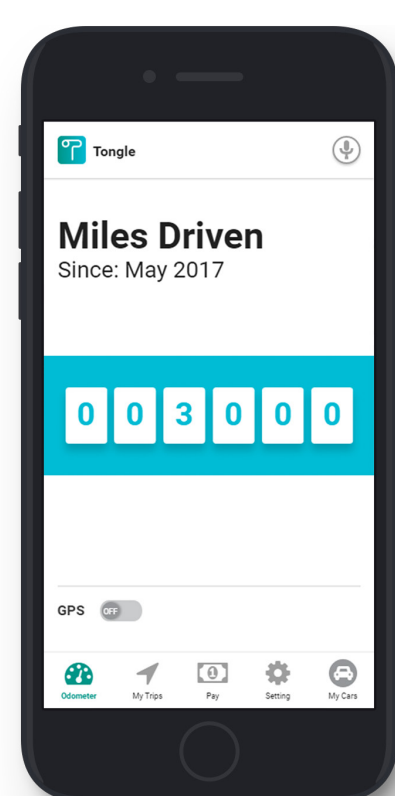 Tongle
Miles Driven
Since: May 2017
0 0 3 0 0 0
GPS OFF
Odometer My Trips 1 Pay Setting My Cars